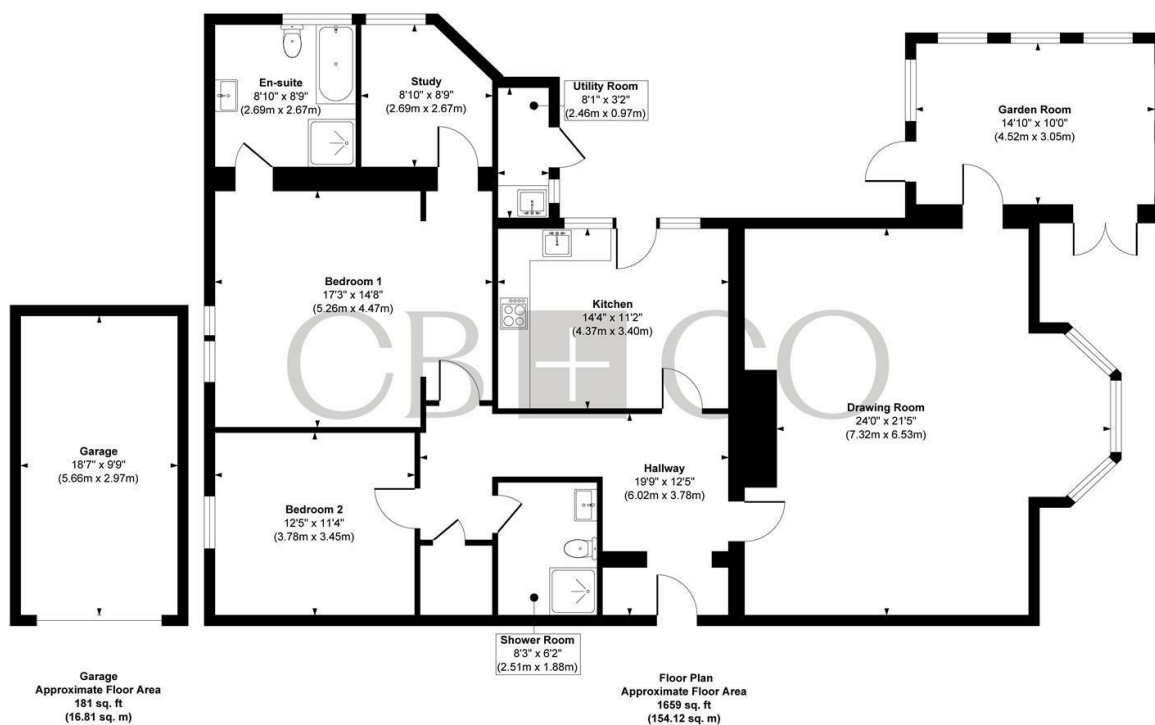 En-suite
8'10" x 8'9"
(2.69m x 2.67m)
Study
8'10" x 8'9"
(2.69m x 2.67m)
Utility Room
8'1" x 3'2"
(2.46m x 0.97m)
Garden Room
14'10" x 10'0"
(4.52m x 3.05m)
Bedroom 1
17'3" x 14'8"
(5.26m x 4.47m)
Kitchen
14'4" x 11'2"
(4.37m x 3.40m)
CB+CO
Drawing Room
24'0" x 21'5"
(7.32m x 6.53m)
Garage
18'7" x 9'9"
(5.66m x 2.97m)
Hallway
19'9" x 12'5"
(6.02m x 3.78m)
Bedroom 2
12'5" x 11'4"
(3.78m x 3.45m)
Shower Room
8'3" x 6'2"
(2.51m x 1.88m)
Garage
Approximate Floor Area
181 sq. ft
(16.81 sq. m)
Floor Plan
Approximate Floor Area
1659 sq. ft
(154.12 sq. m)